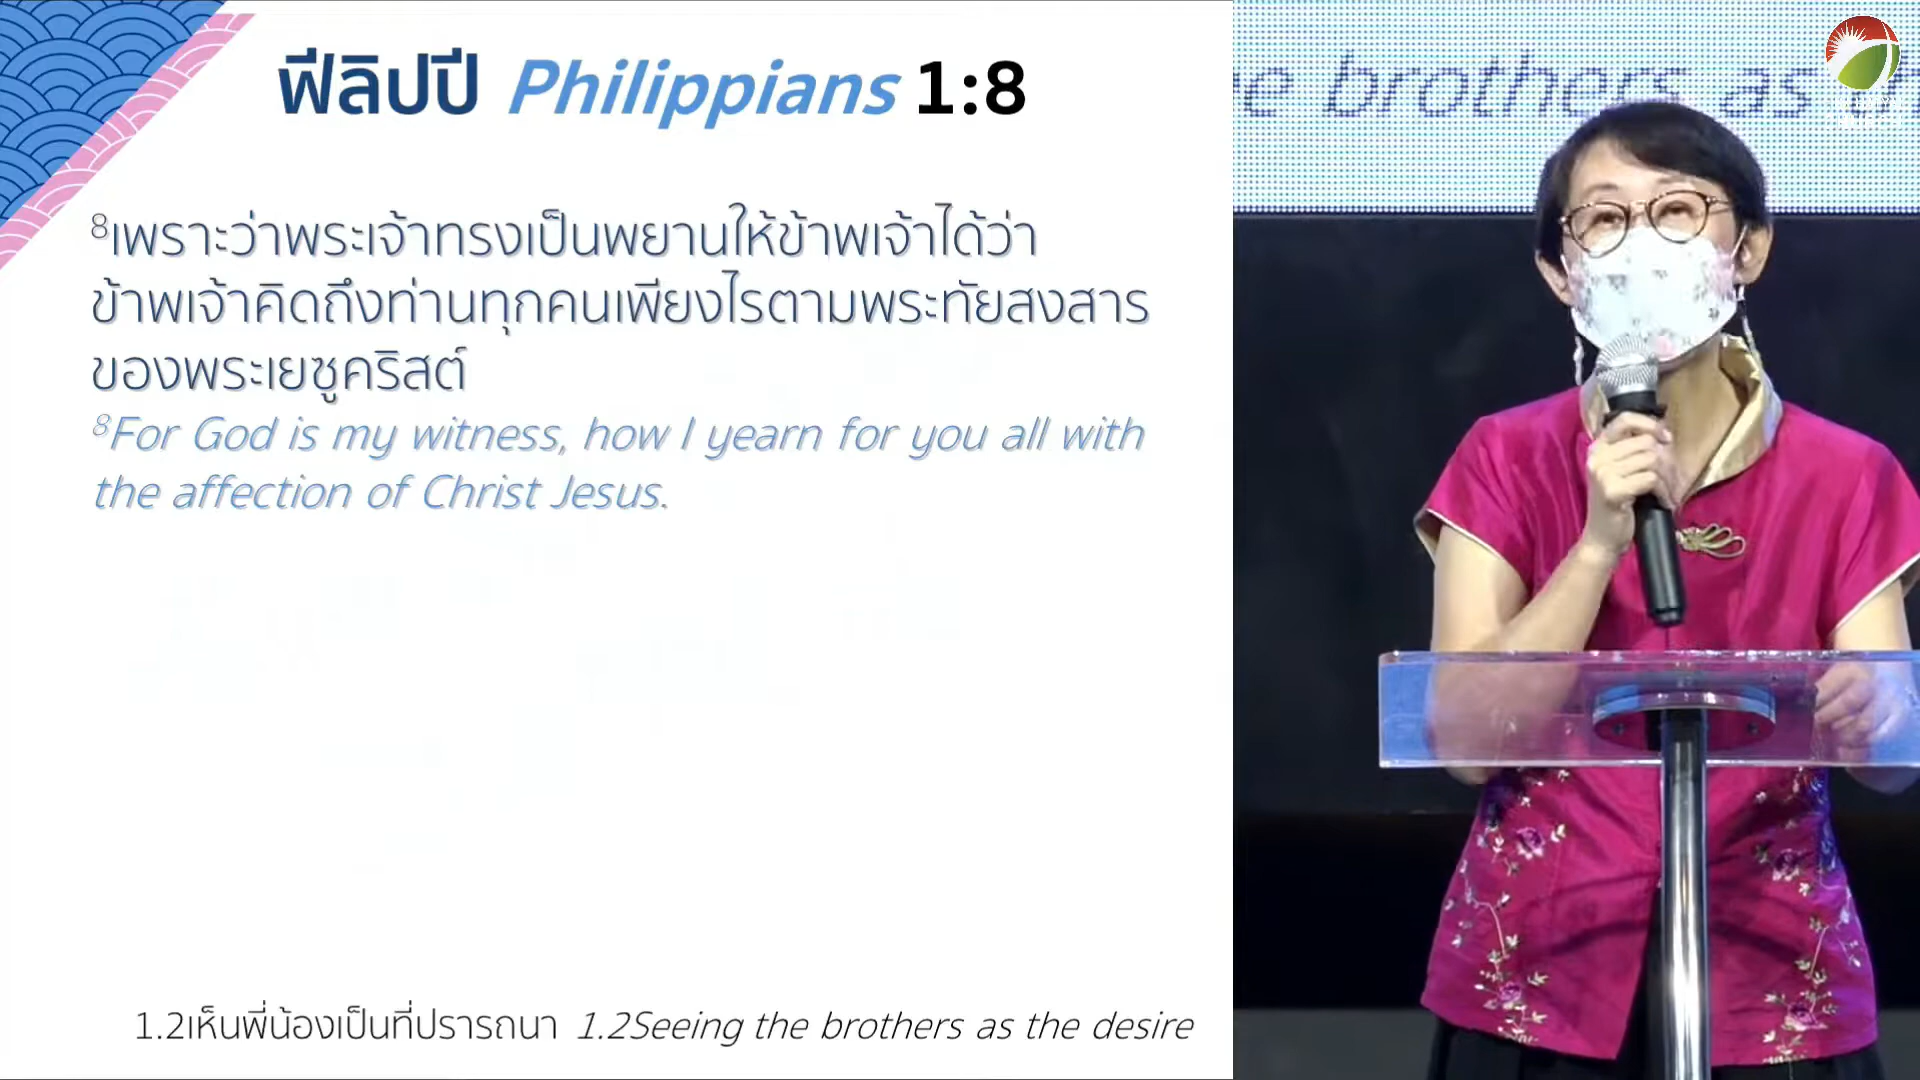 ฟีลิปปี Philippians 1:8
8เพราะว่าพระเจ้าทรงเป็นพยานให้ข้าพเจ้าได้ว่า
ข้าพเจ้าคิดถึงท่านทุกคนเพียงไรตามพระทัยสงสาร
ของพระเยซูคริสต์
8For God is my witness, how I yearn for you all with
the affection of Christ Jesus.
1.2เห็นพี่น้องเป็นที่ปรารถนา 1.2Seeing the brothers as the desire
brothers as